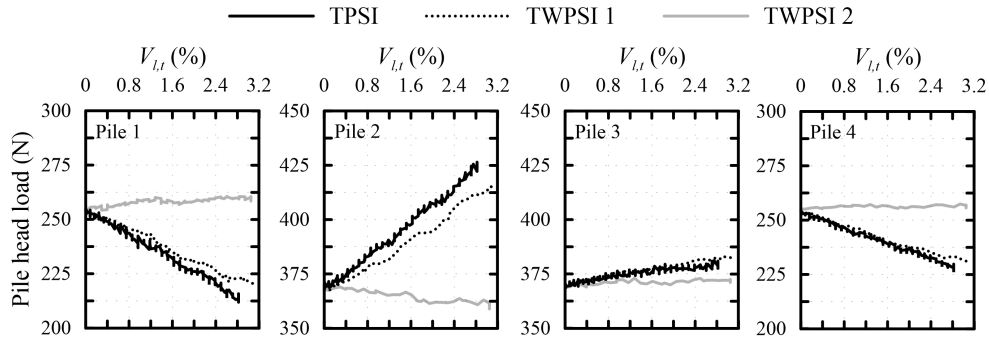 TPSI TWPSI 1 TWPSI 2
V_{l,t} (%) V_{l,t} (%) V_{l,t} (%) V_{l,t} (%)
0 0.8 1.6 2.4 3.2 0 0.8 1.6 2.4 3.2 0 0.8 1.6 2.4 3.2 0 0.8 1.6 2.4 3.2
300 450 450 300
Pile 1 Pile 2 Pile 3 Pile 4
275 425 425 275
250 400 400 250
225 375 375 225
200 350 350 200
Pile head load (N)